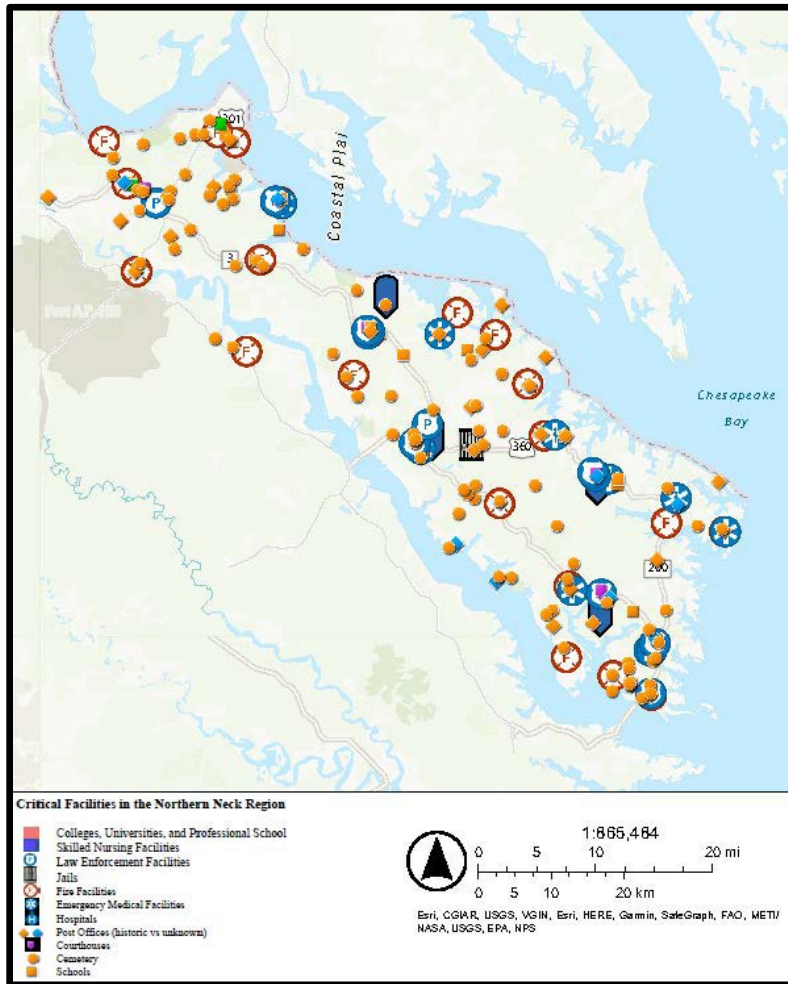 301
Coastal Plai
3
Fort A.P. Hill
Chesapeake
Bay
360
200
P
P
F
F
F
F
F
F
F
F
Critical Facilities in the Northern Neck Region
Colleges, Universities, and Professional School
Skilled Nursing Facilities
P Law Enforcement Facilities
Jails
F Fire Facilities
Emergency Medical Facilities
H Hospitals
Post Offices (historic vs unknown)
Courthouses
Cemetery
Schools
1:665,464
0 5 10 20 mi
0 5 10 20 km
Esri, CGIAR, USGS, VGIN, Esri, HERE, Garmin, SafeGraph, FAO, METI/
NASA, USGS, EPA, NPS